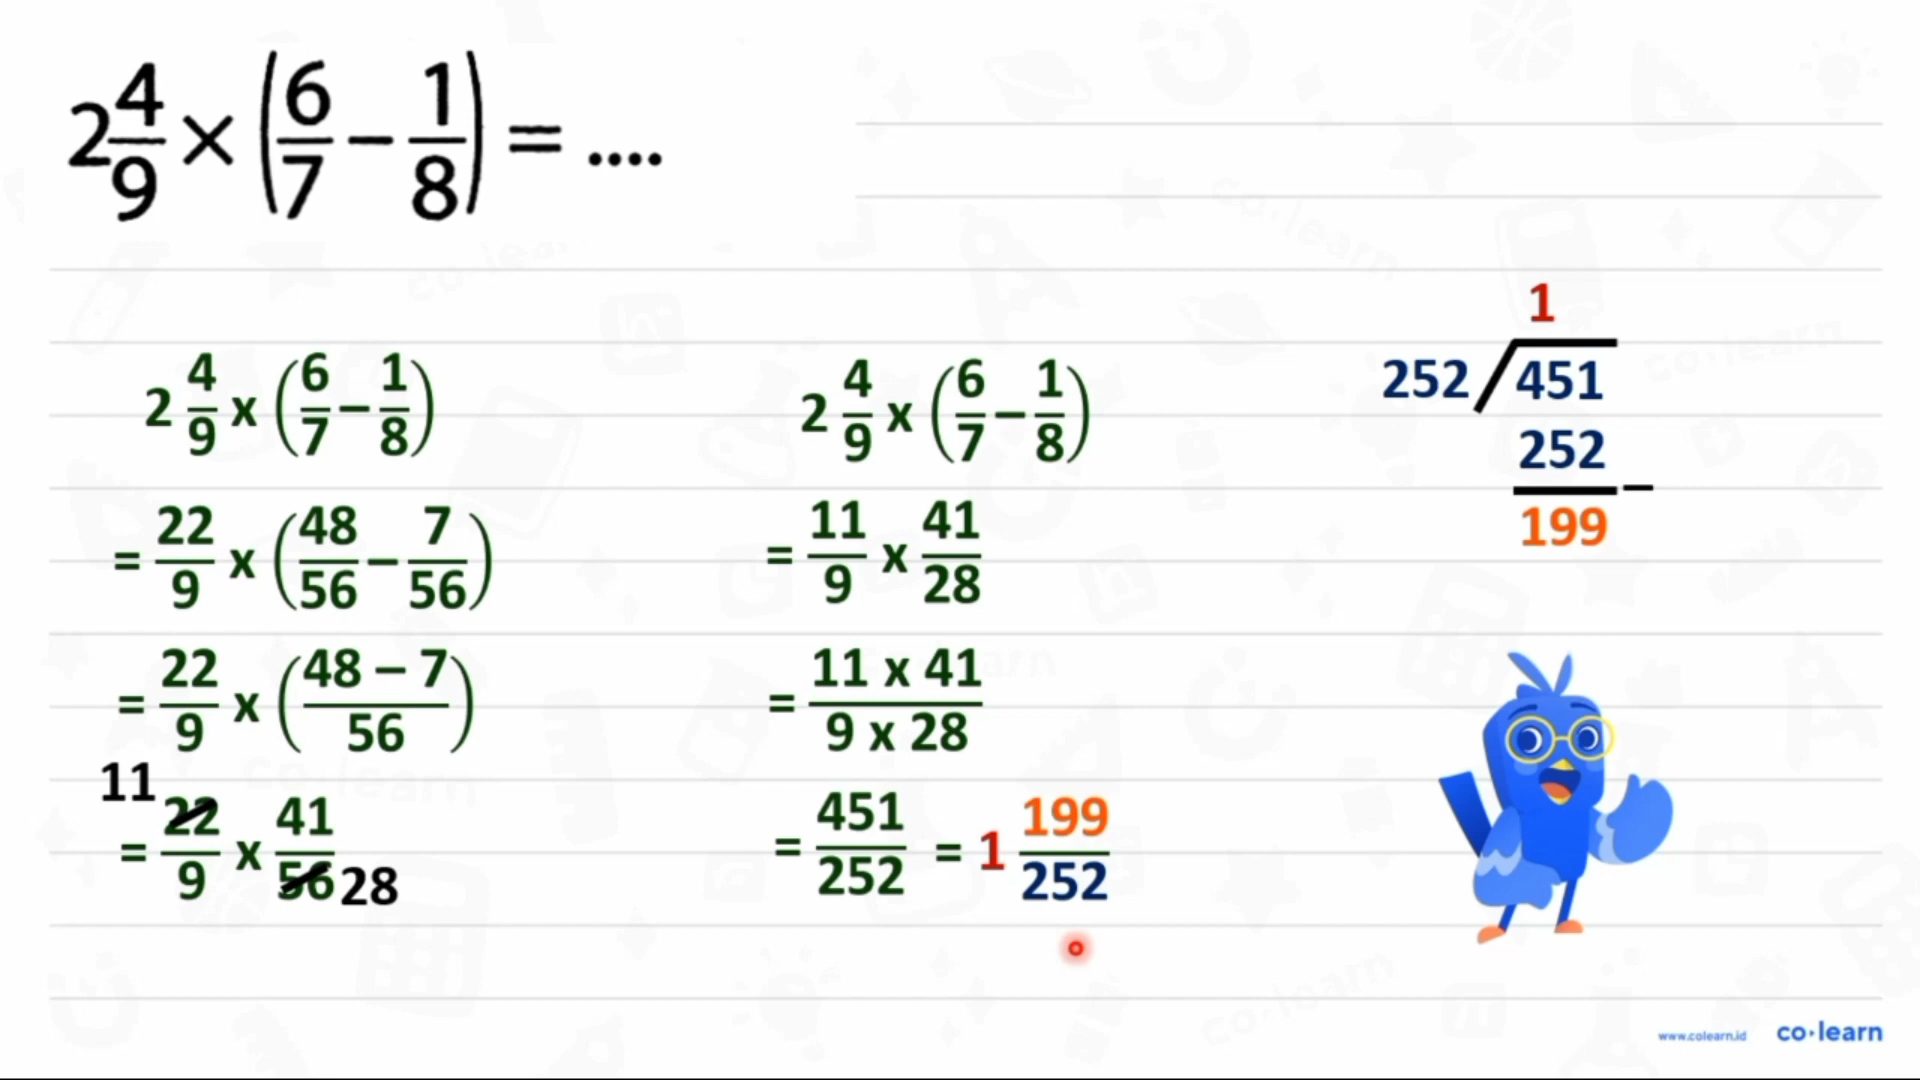 2 4/9 × (6/7 − 1/8) = ....
2 4/9 x (6/7 − 1/8)
= 22/9 x (48/56 − 7/56)
= 22/9 x ((48 − 7)/56)
11
= 22/9 x 41/56 28
2 4/9 x (6/7 − 1/8)
= 11/9 x 41/28
= (11 x 41)/(9 x 28)
= 451/252 = 1 199/252
1
252 / 451
252 −
199
www.colearn.id co·learn